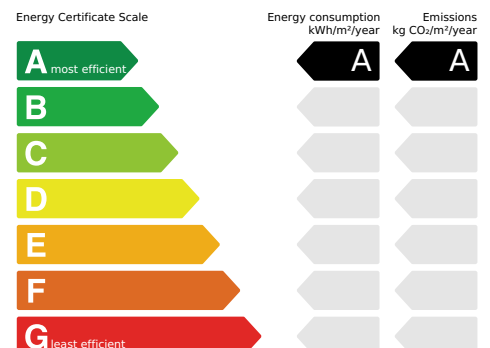 Energy Certificate Scale
Energy consumption
kWh/m²/year
Emissions
kg CO₂/m²/year
A most efficient
A
A
B
C
D
E
F
G least efficient